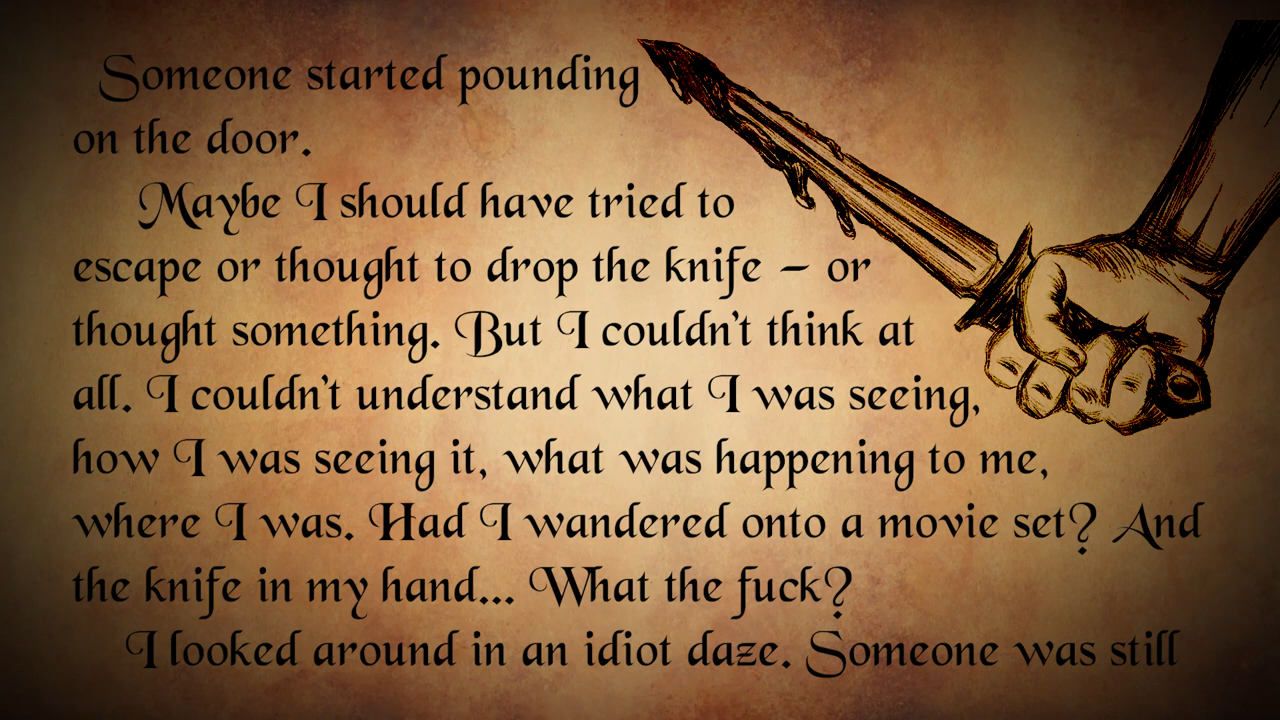 Someone started pounding
on the door.
Maybe I should have tried to
escape or thought to drop the knife – or
thought something. But I couldn't think at
all. I couldn't understand what I was seeing,
how I was seeing it, what was happening to me,
where I was. Had I wandered onto a movie set? And
the knife in my hand... What the fuck?
I looked around in an idiot daze. Someone was still